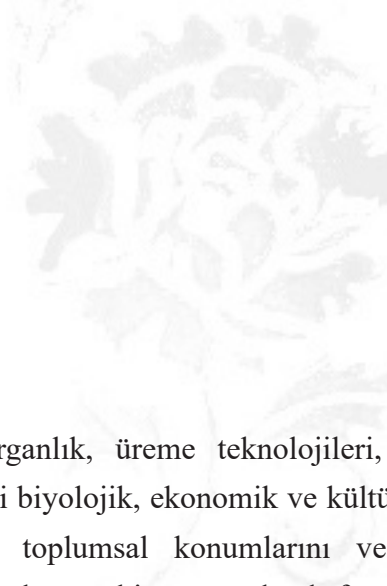 rganlık, üreme teknolojileri,
i biyolojik, ekonomik ve kültü
toplumsal konumlarını ve